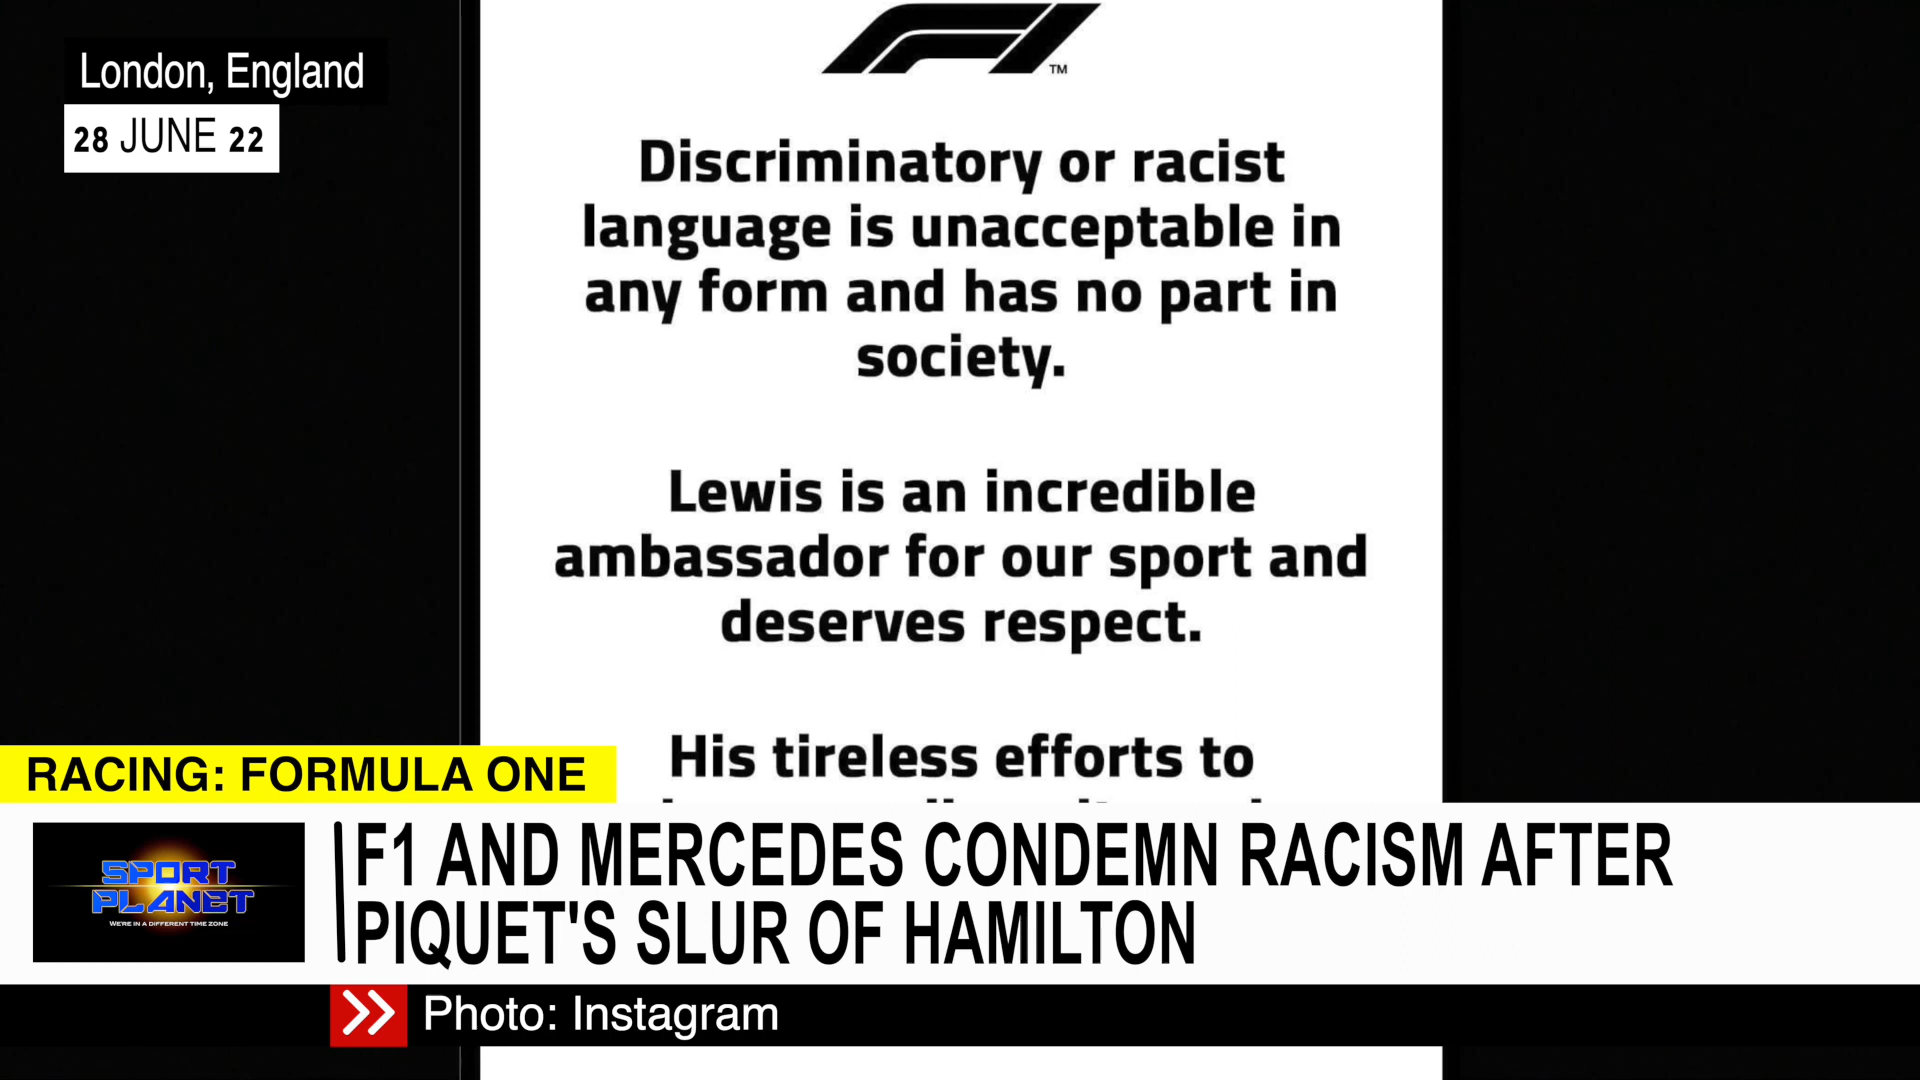 London, England
28 JUNE 22
TM
Discriminatory or racist
language is unacceptable in
any form and has no part in
society.
Lewis is an incredible
ambassador for our sport and
deserves respect.
His tireless efforts to
RACING: FORMULA ONE
SPORT
PLANET
WE'RE IN A DIFFERENT TIME ZONE
F1 AND MERCEDES CONDEMN RACISM AFTER
PIQUET'S SLUR OF HAMILTON
Photo: Instagram